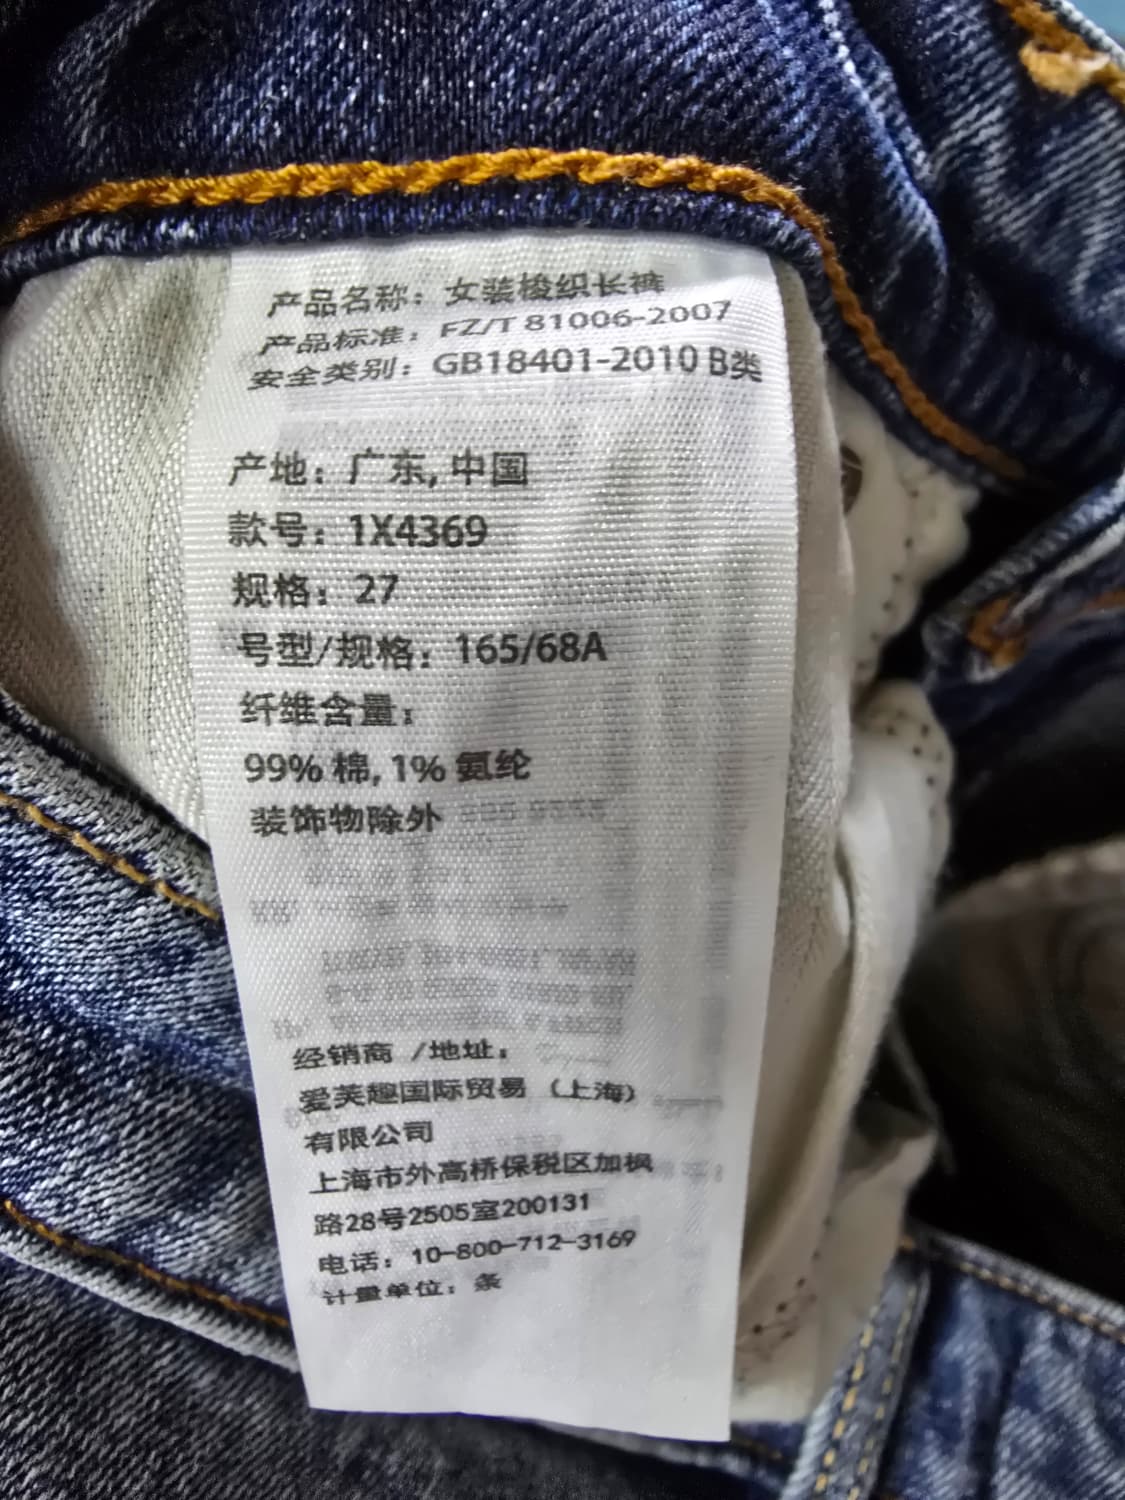 产品名称：女装梭织长裤
产品标准：FZ/T 81006-2007
安全类别：GB18401-2010 B类
产地：广东, 中国
款号：1X4369
规格：27
号型/规格：165/68A
纤维含量：
99% 棉, 1% 氨纶
装饰物除外
经销商 /地址：
爱芙趣国际贸易（上海）
有限公司
上海市外高桥保税区加枫
路28号2505室200131
电话：10-800-712-3169
计量单位：条